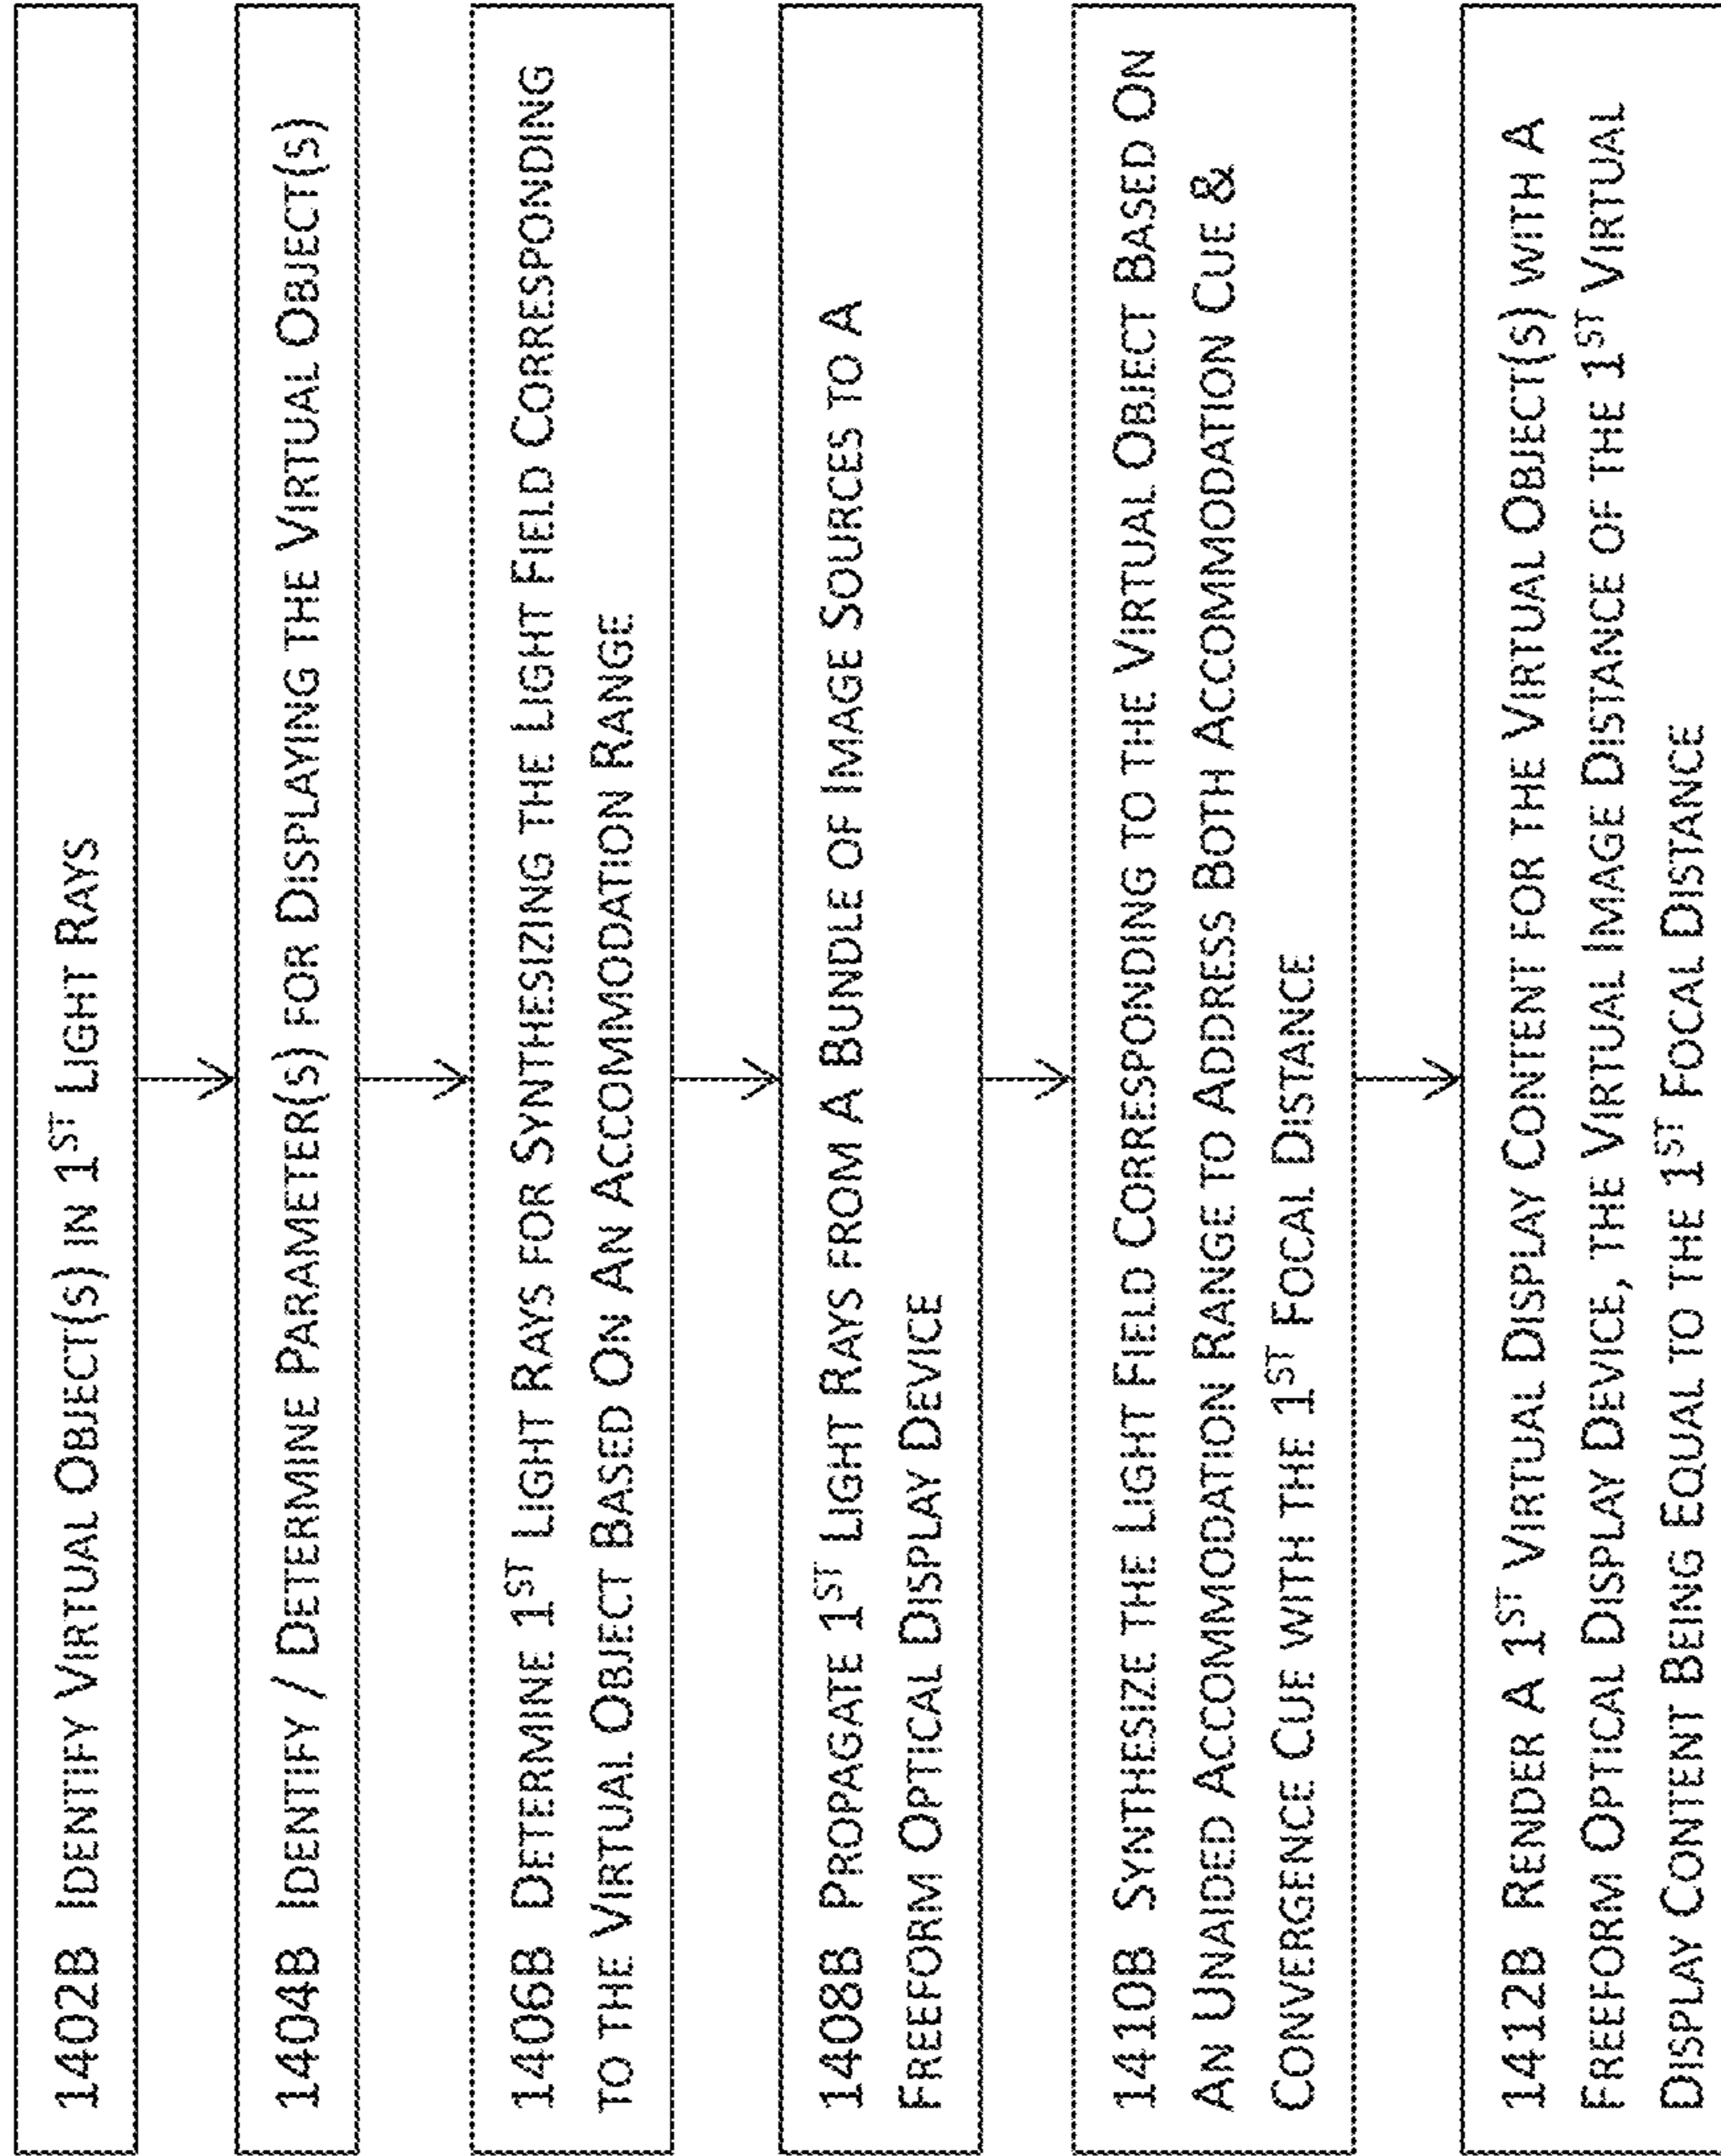 1402B Identify Virtual Object(s) in 1st Light Rays
1404B Identify / Determine Parameter(s) for Displaying the Virtual Object(s)
1406B Determine 1st Light Rays for Synthesizing the Light Field Corresponding
to the Virtual Object Based On An Accommodation Range
1408B Propagate 1st Light Rays from a Bundle of Image Sources to a
Freeform Optical Display Device
1410B Synthesize the Light Field Corresponding to the Virtual Object Based On
An Unaided Accommodation Range to Address Both Accommodation Cue &
Convergence Cue with the 1st Focal Distance
1412B Render A 1st Virtual Display Content for the Virtual Object(s) with a
Freeform Optical Display Device, the Virtual Image Distance of the 1st Virtual
Display Content Being Equal to the 1st Focal Distance